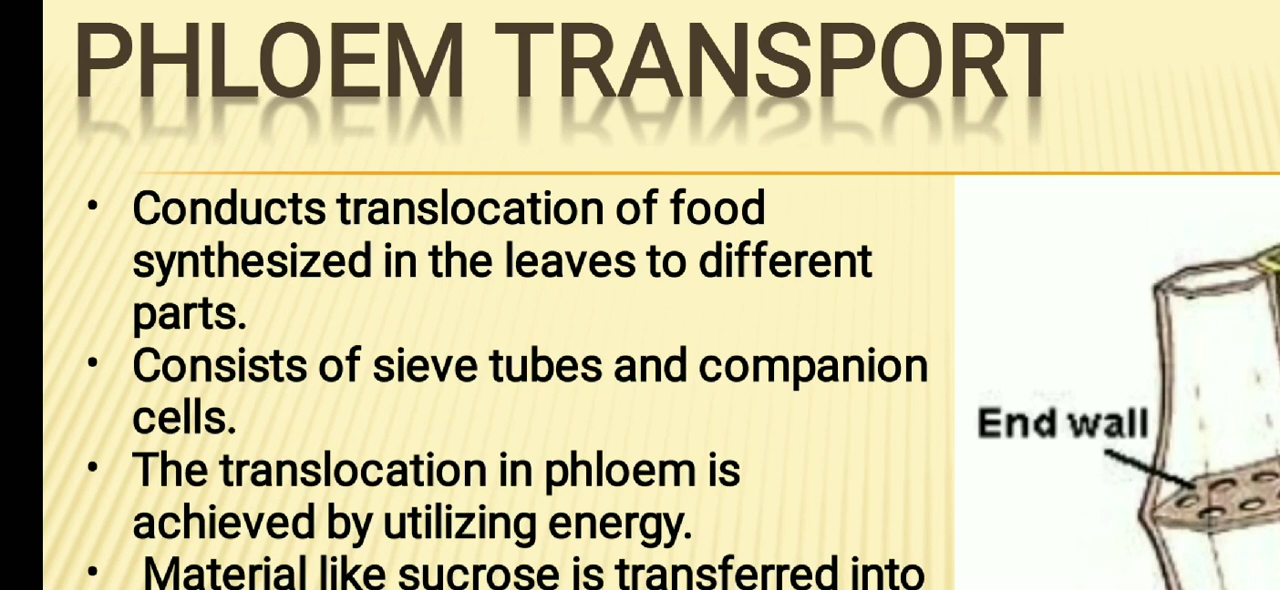 PHLOEM TRANSPORT
• Conducts translocation of food
synthesized in the leaves to different
parts.
• Consists of sieve tubes and companion
cells.
• The translocation in phloem is
achieved by utilizing energy.
• Material like sucrose is transferred into
End wall